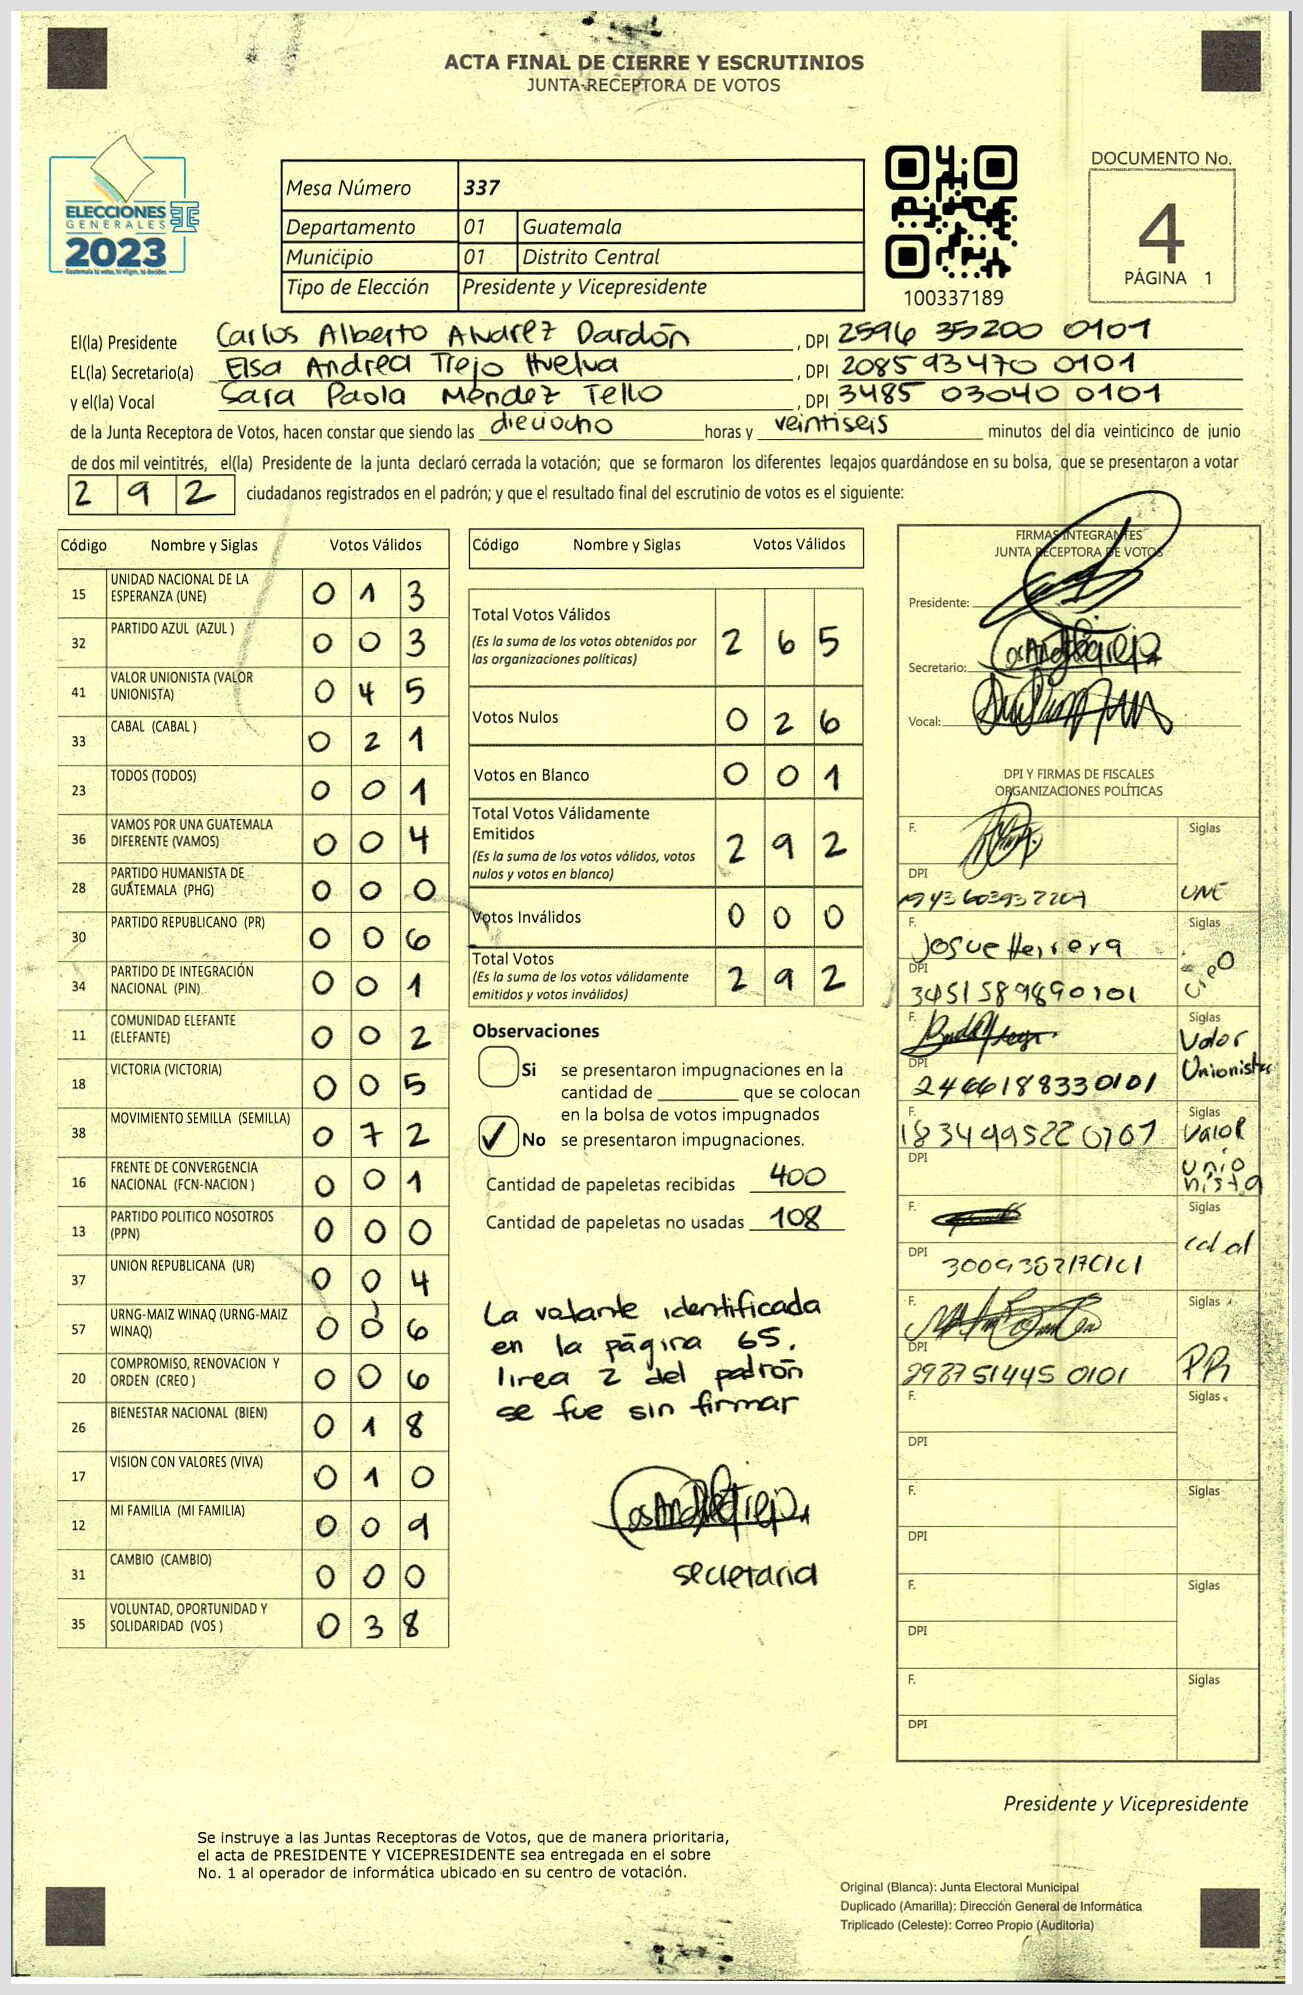 ACTA FINAL DE CIERRE Y ESCRUTINIOS
JUNTA RECEPTORA DE VOTOS
ELECCIONES
GENERALES
2023
Guatemala tú votas, tú eliges, tú decides
Mesa Número 337
Departamento 01 Guatemala
Municipio 01 Distrito Central
Tipo de Elección Presidente y Vicepresidente
100337189
DOCUMENTO No.
4
PÁGINA 1
El(la) Presidente Carlos Alberto Alvarez Dardón, DPI 2596 35200 0101
EL(la) Secretario(a) Elsa Andrea Trejo Huelva, DPI 2085 93470 0101
y el(la) Vocal Sara Paola Méndez Tello, DPI 3485 03040 0101
de la Junta Receptora de Votos, hacen constar que siendo las dieciocho horas y veintiseis minutos del día veinticinco de junio
de dos mil veintitrés, el(la) Presidente de la junta declaró cerrada la votación; que se formaron los diferentes legajos guardándose en su bolsa, que se presentaron a votar
292 ciudadanos registrados en el padrón; y que el resultado final del escrutinio de votos es el siguiente:
Código Nombre y Siglas Votos Válidos
15 UNIDAD NACIONAL DE LA ESPERANZA (UNE) 0 1 3
32 PARTIDO AZUL (AZUL ) 0 0 3
41 VALOR UNIONISTA (VALOR UNIONISTA) 0 4 5
33 CABAL (CABAL ) 0 2 1
23 TODOS (TODOS) 0 0 1
36 VAMOS POR UNA GUATEMALA DIFERENTE (VAMOS) 0 0 4
28 PARTIDO HUMANISTA DE GUATEMALA (PHG) 0 0 0
30 PARTIDO REPUBLICANO (PR) 0 0 6
34 PARTIDO DE INTEGRACIÓN NACIONAL (PIN) 0 0 1
11 COMUNIDAD ELEFANTE (ELEFANTE) 0 0 2
18 VICTORIA (VICTORIA) 0 0 5
38 MOVIMIENTO SEMILLA (SEMILLA) 0 7 2
16 FRENTE DE CONVERGENCIA NACIONAL (FCN-NACION ) 0 0 1
13 PARTIDO POLITICO NOSOTROS (PPN) 0 0 0
37 UNION REPUBLICANA (UR) 0 0 4
57 URNG-MAIZ WINAQ (URNG-MAIZ WINAQ) 0 0 6
20 COMPROMISO, RENOVACION Y ORDEN (CREO ) 0 0 6
26 BIENESTAR NACIONAL (BIEN) 0 1 8
17 VISION CON VALORES (VIVA) 0 1 0
12 MI FAMILIA (MI FAMILIA) 0 0 9
31 CAMBIO (CAMBIO) 0 0 0
35 VOLUNTAD, OPORTUNIDAD Y SOLIDARIDAD (VOS ) 0 3 8
Código Nombre y Siglas Votos Válidos
Total Votos Válidos 2 6 5
(Es la suma de los votos obtenidos por
las organizaciones políticas)
Votos Nulos 0 2 6
Votos en Blanco 0 0 1
Total Votos Válidamente
Emitidos 2 9 2
(Es la suma de los votos válidos, votos
nulos y votos en blanco)
Votos Inválidos 0 0 0
Total Votos 2 9 2
(Es la suma de los votos válidamente
emitidos y votos inválidos)
Observaciones
Si se presentaron impugnaciones en la
cantidad de ________ que se colocan
en la bolsa de votos impugnados
✓ No se presentaron impugnaciones.
Cantidad de papeletas recibidas 400
Cantidad de papeletas no usadas 108
La votante identificada
en la página 65,
linea 2 del padrón
se fue sin firmar
secretaria
FIRMAS INTEGRANTES
JUNTA RECEPTORA DE VOTOS
Presidente:
Secretario:
Vocal:
DPI Y FIRMAS DE FISCALES
ORGANIZACIONES POLÍTICAS
F. Siglas
DPI UNE
F. Josue Herrera Siglas
DPI 3451589890101 Creo
F. Siglas
DPI 2466188330101 Valor Unionista
F. 1834995220101 Siglas
DPI Valor Unionista
F. Siglas
DPI cabal
F. Siglas
DPI 2987514450101
F. Siglas
DPI
F. Siglas
DPI
F. Siglas
DPI
F. Siglas
DPI
Presidente y Vicepresidente
Se instruye a las Juntas Receptoras de Votos, que de manera prioritaria,
el acta de PRESIDENTE Y VICEPRESIDENTE sea entregada en el sobre
No. 1 al operador de informática ubicado en su centro de votación.
Original (Blanca): Junta Electoral Municipal
Duplicado (Amarilla): Dirección General de Informática
Triplicado (Celeste): Correo Propio (Auditoria)